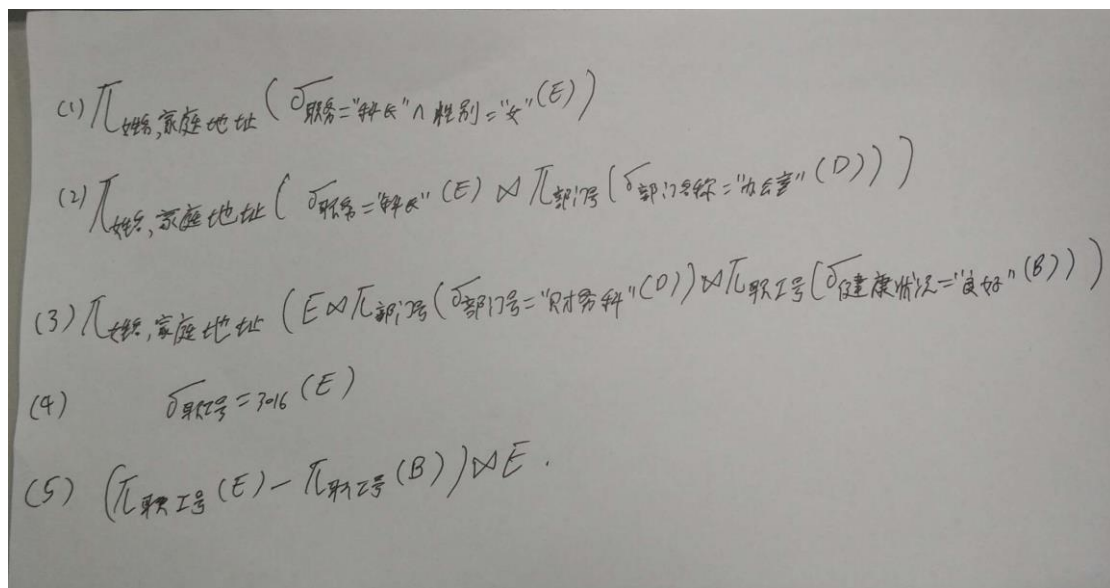 (1) π姓名,家庭地址(σ职务="科长"∧性别="女"(E))
(2) π姓名,家庭地址(σ职务="科长"(E)⋈π部门号(σ部门名称="办公室"(D)))
(3) π姓名,家庭地址(E⋈π部门号(σ部门号="财务科"(D))⋈π职工号(σ健康状况="良好"(B)))
(4) σ职工号=3016(E)
(5) (π职工号(E)-π职工号(B))⋈E.